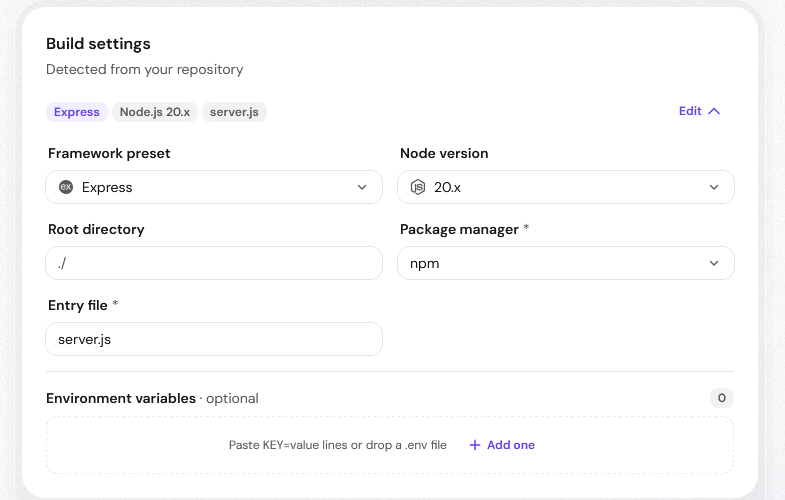 Build settings
Detected from your repository
Express Node.js 20.x server.js Edit
Framework preset Node version
ex Express JS 20.x
Root directory Package manager *
./ npm
Entry file *
server.js
Environment variables · optional 0
Paste KEY=value lines or drop a .env file + Add one